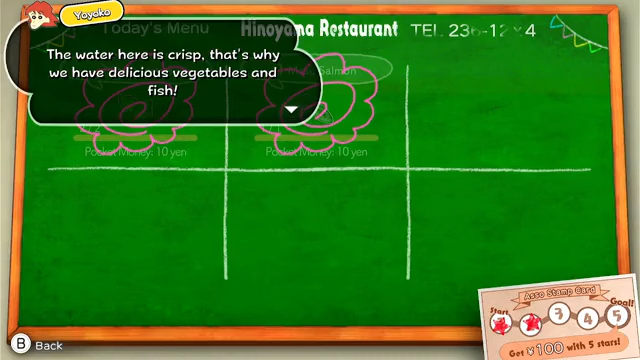 Yoyoko
Today's Menu
Hinoyama Restaurant
TEL
The water here is crisp, that's why
we have delicious vegetables and
fish!
Salmon
Pocket Money: 10 yen
Pocket Money: 10 yen
Asso Stamp Card
Start
Goal!
3
4
5
Get ¥100 with 5 stars!
B Back